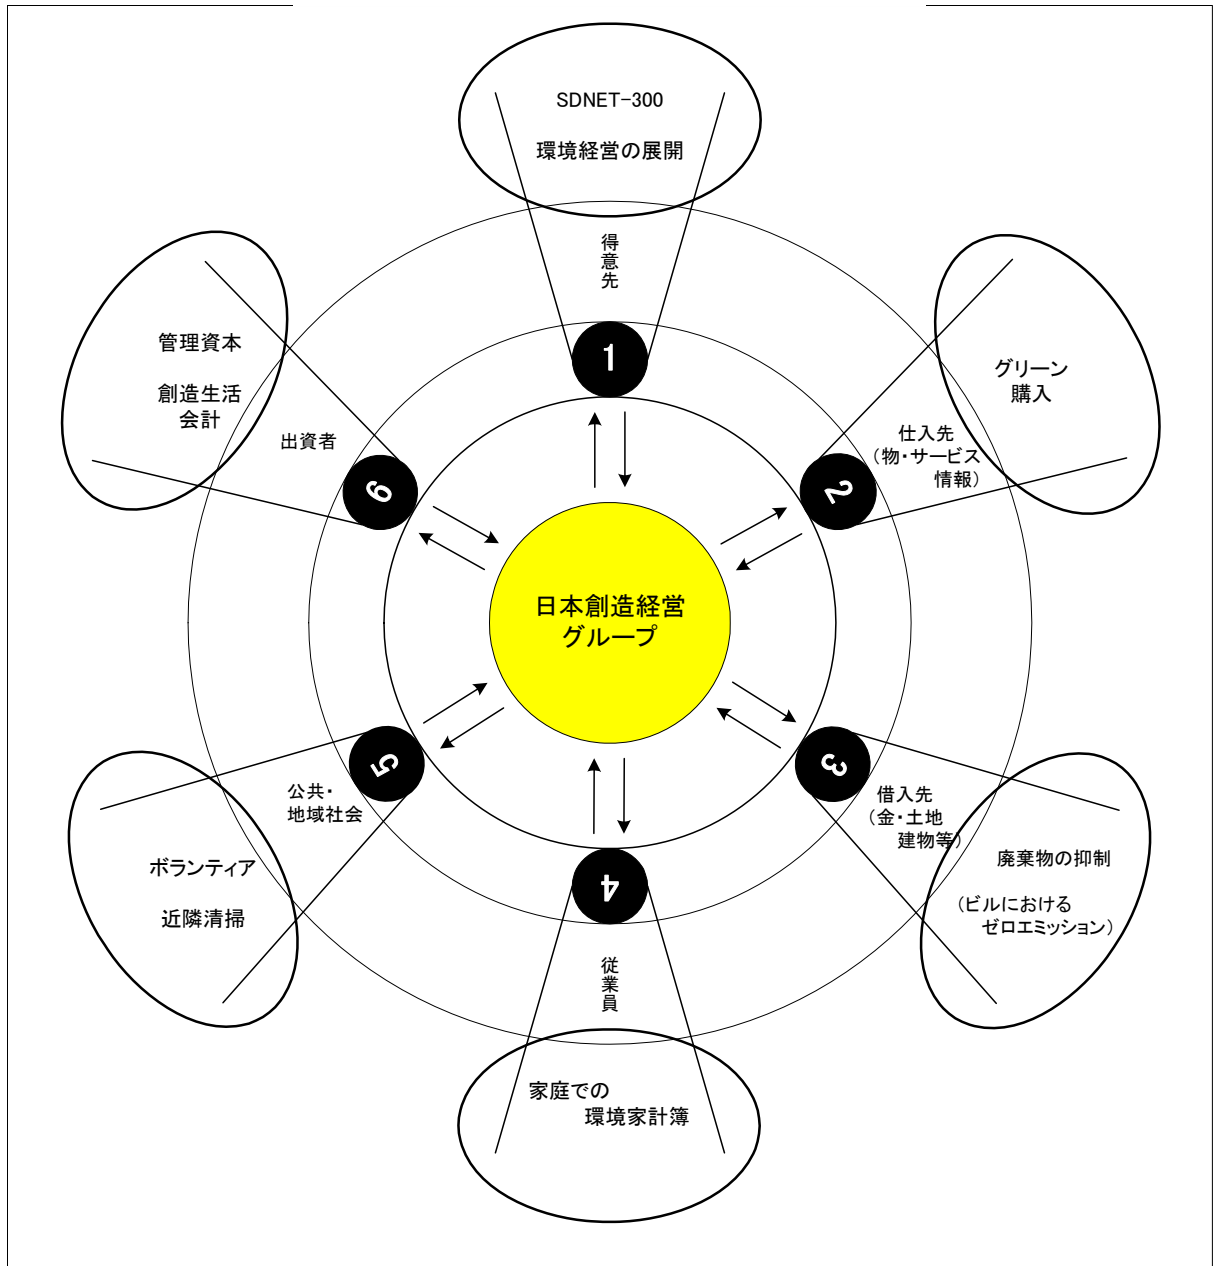 SDNET-300
環境経営の展開
得意先
1
グリーン
購入
仕入先
（物・サービス
情報）
2
借入先
（金・土地
建物等）
3
廃棄物の抑制
（ビルにおける
ゼロエミッション）
4
従業員
家庭での
環境家計簿
5
公共・
地域社会
ボランティア
近隣清掃
6
出資者
管理資本
創造生活
会計
日本創造経営
グループ